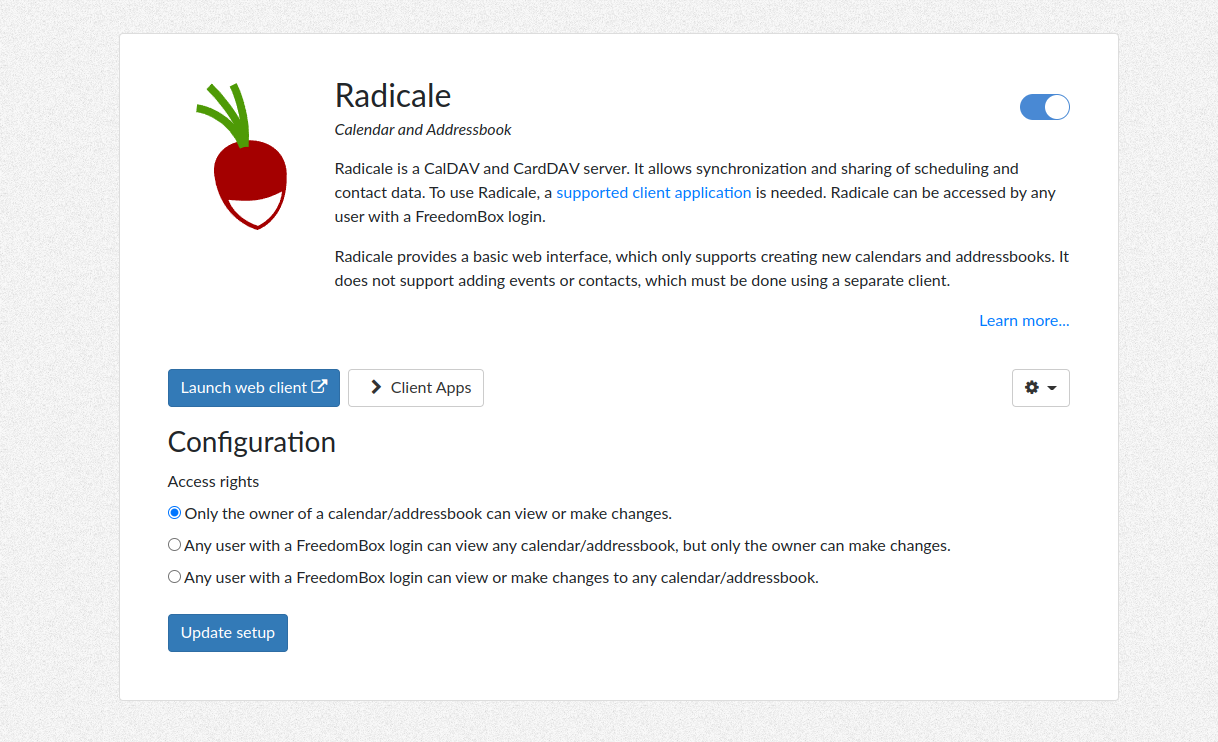 Radicale
Calendar and Addressbook
Radicale is a CalDAV and CardDAV server. It allows synchronization and sharing of scheduling and
contact data. To use Radicale, a supported client application is needed. Radicale can be accessed by any
user with a FreedomBox login.
Radicale provides a basic web interface, which only supports creating new calendars and addressbooks. It
does not support adding events or contacts, which must be done using a separate client.
Learn more...
Launch web client
Client Apps
Configuration
Access rights
Only the owner of a calendar/addressbook can view or make changes.
Any user with a FreedomBox login can view any calendar/addressbook, but only the owner can make changes.
Any user with a FreedomBox login can view or make changes to any calendar/addressbook.
Update setup